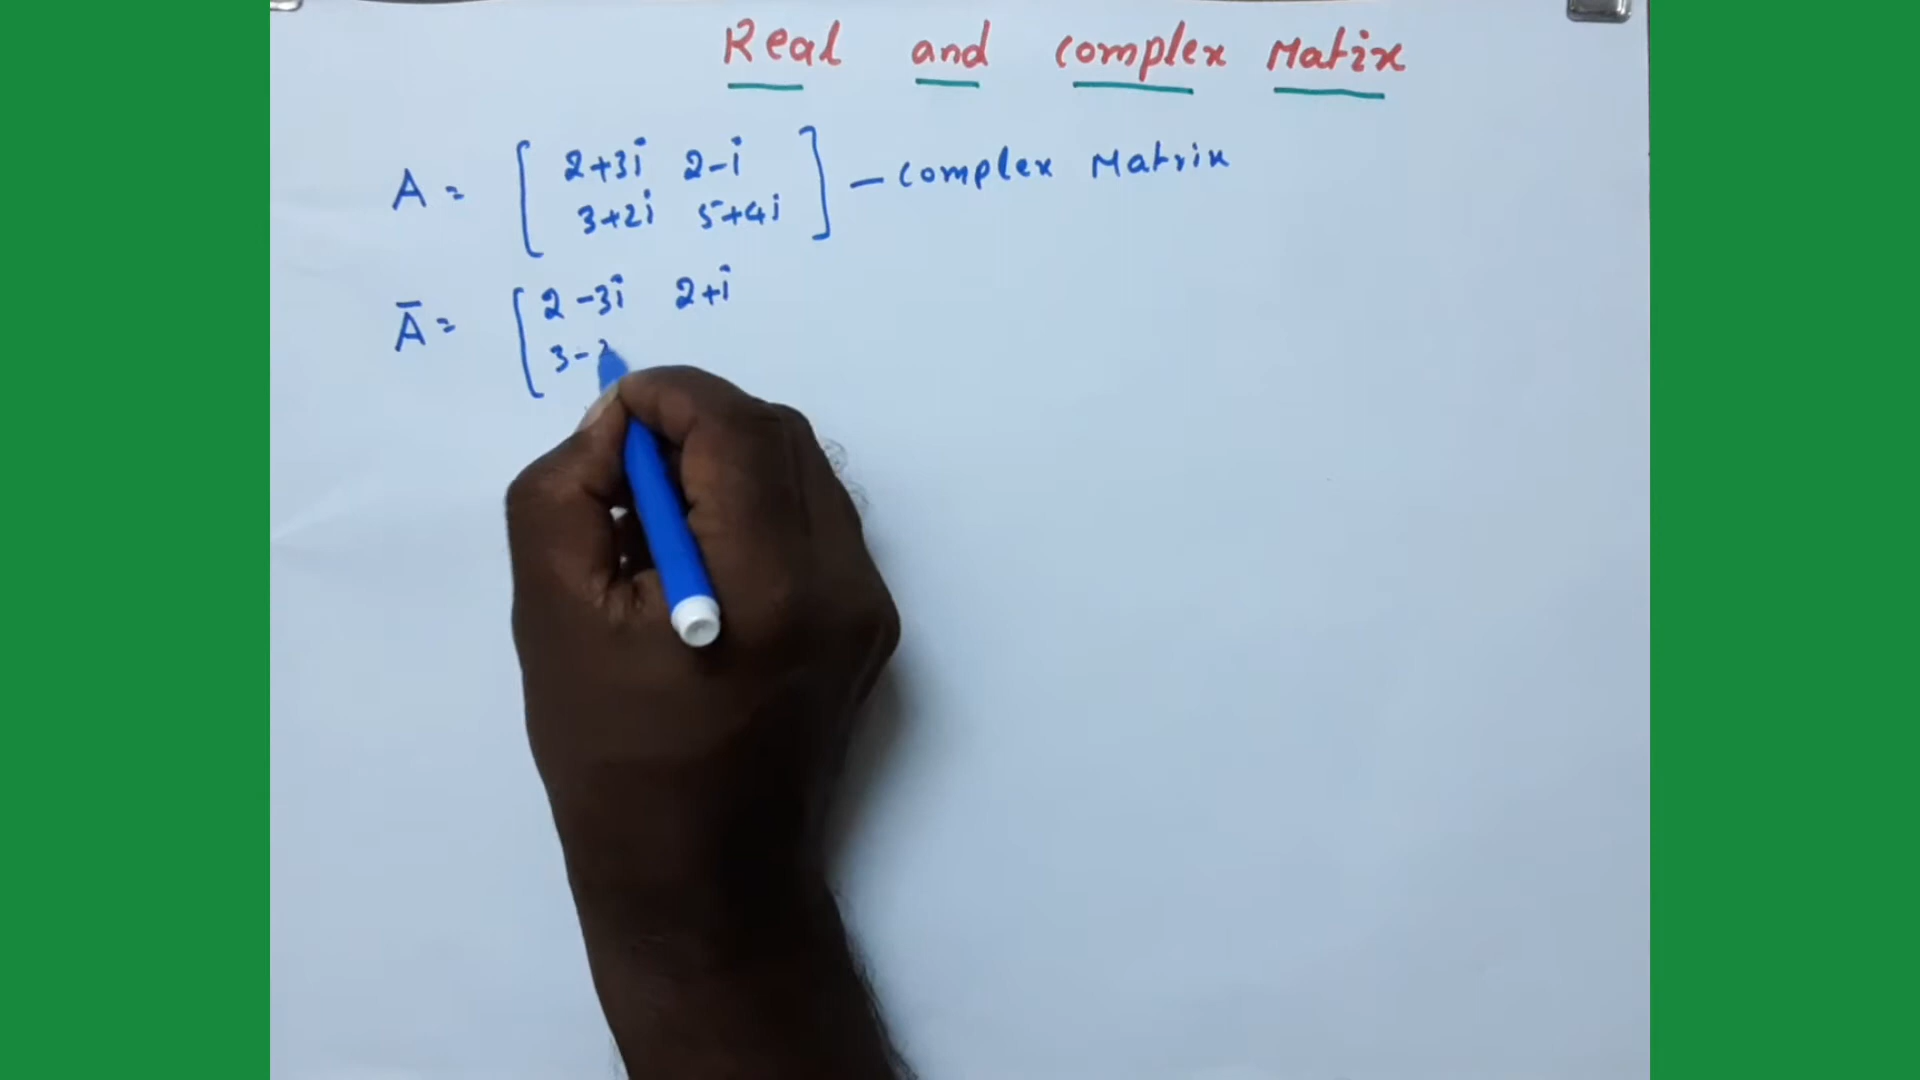 Real and complex Matix
A = [ 2+3i 2-i
3+2i 5+4i ] - complex Matrix
Ā = [ 2-3i 2+i
3-